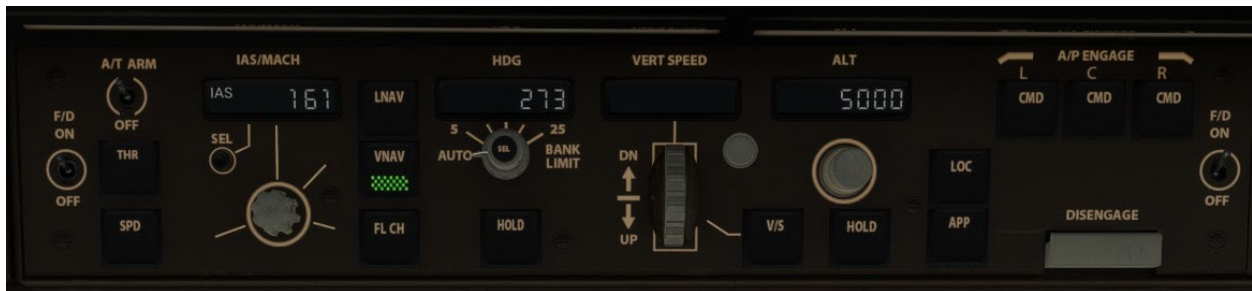 A/T ARM
OFF
F/D
ON
OFF
THR
SPD
IAS/MACH
IAS 161
SEL
LNAV
VNAV
FL CH
HDG
273
5
25
AUTO
SEL
BANK
LIMIT
HOLD
VERT SPEED
DN
UP
V/S
ALT
5000
HOLD
LOC
APP
A/P ENGAGE
L C R
CMD CMD CMD
DISENGAGE
F/D
ON
OFF